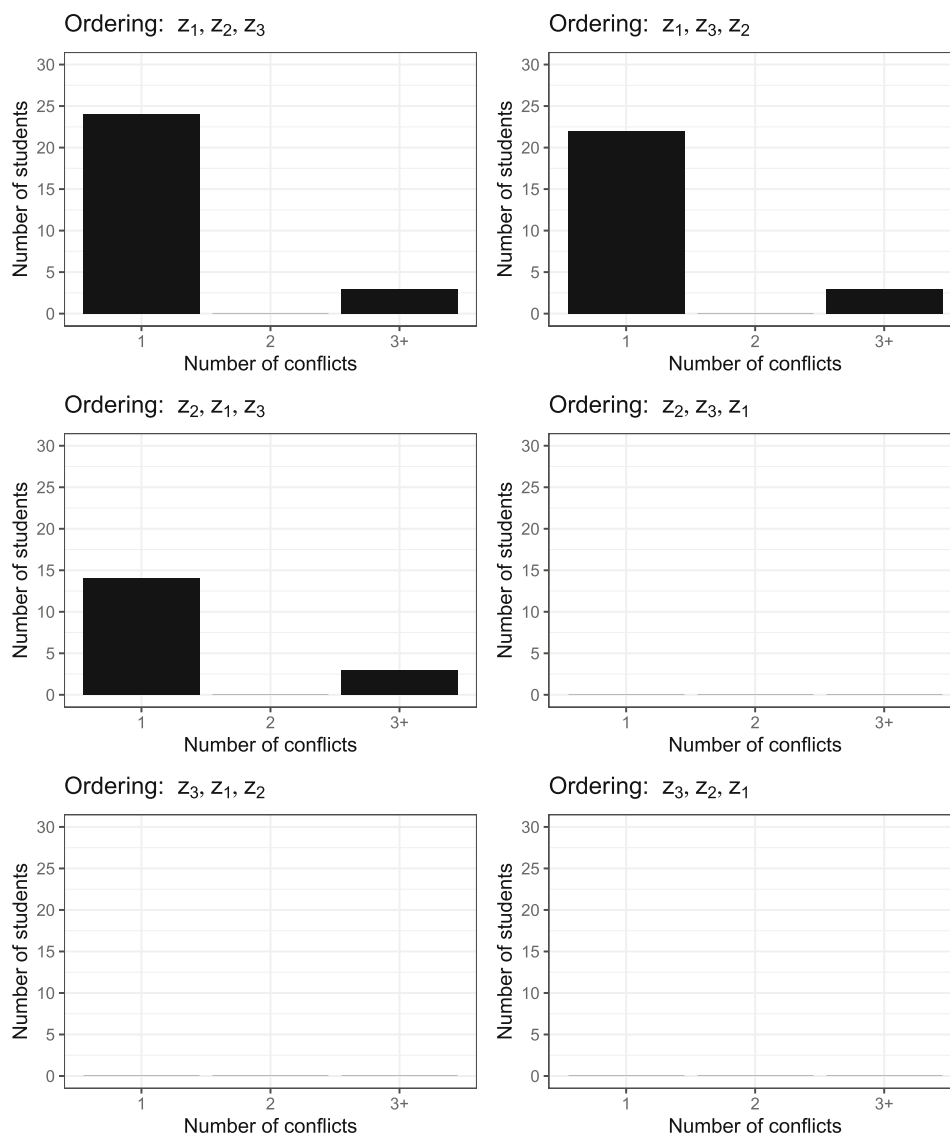 Ordering: z₁, z₂, z₃
Number of students
30
25
20
15
10
5
0
1 2 3+
Number of conflicts
Ordering: z₁, z₃, z₂
Number of students
30
25
20
15
10
5
0
1 2 3+
Number of conflicts
Ordering: z₂, z₁, z₃
Number of students
30
25
20
15
10
5
0
1 2 3+
Number of conflicts
Ordering: z₂, z₃, z₁
Number of students
30
25
20
15
10
5
0
1 2 3+
Number of conflicts
Ordering: z₃, z₁, z₂
Number of students
30
25
20
15
10
5
0
1 2 3+
Number of conflicts
Ordering: z₃, z₂, z₁
Number of students
30
25
20
15
10
5
0
1 2 3+
Number of conflicts